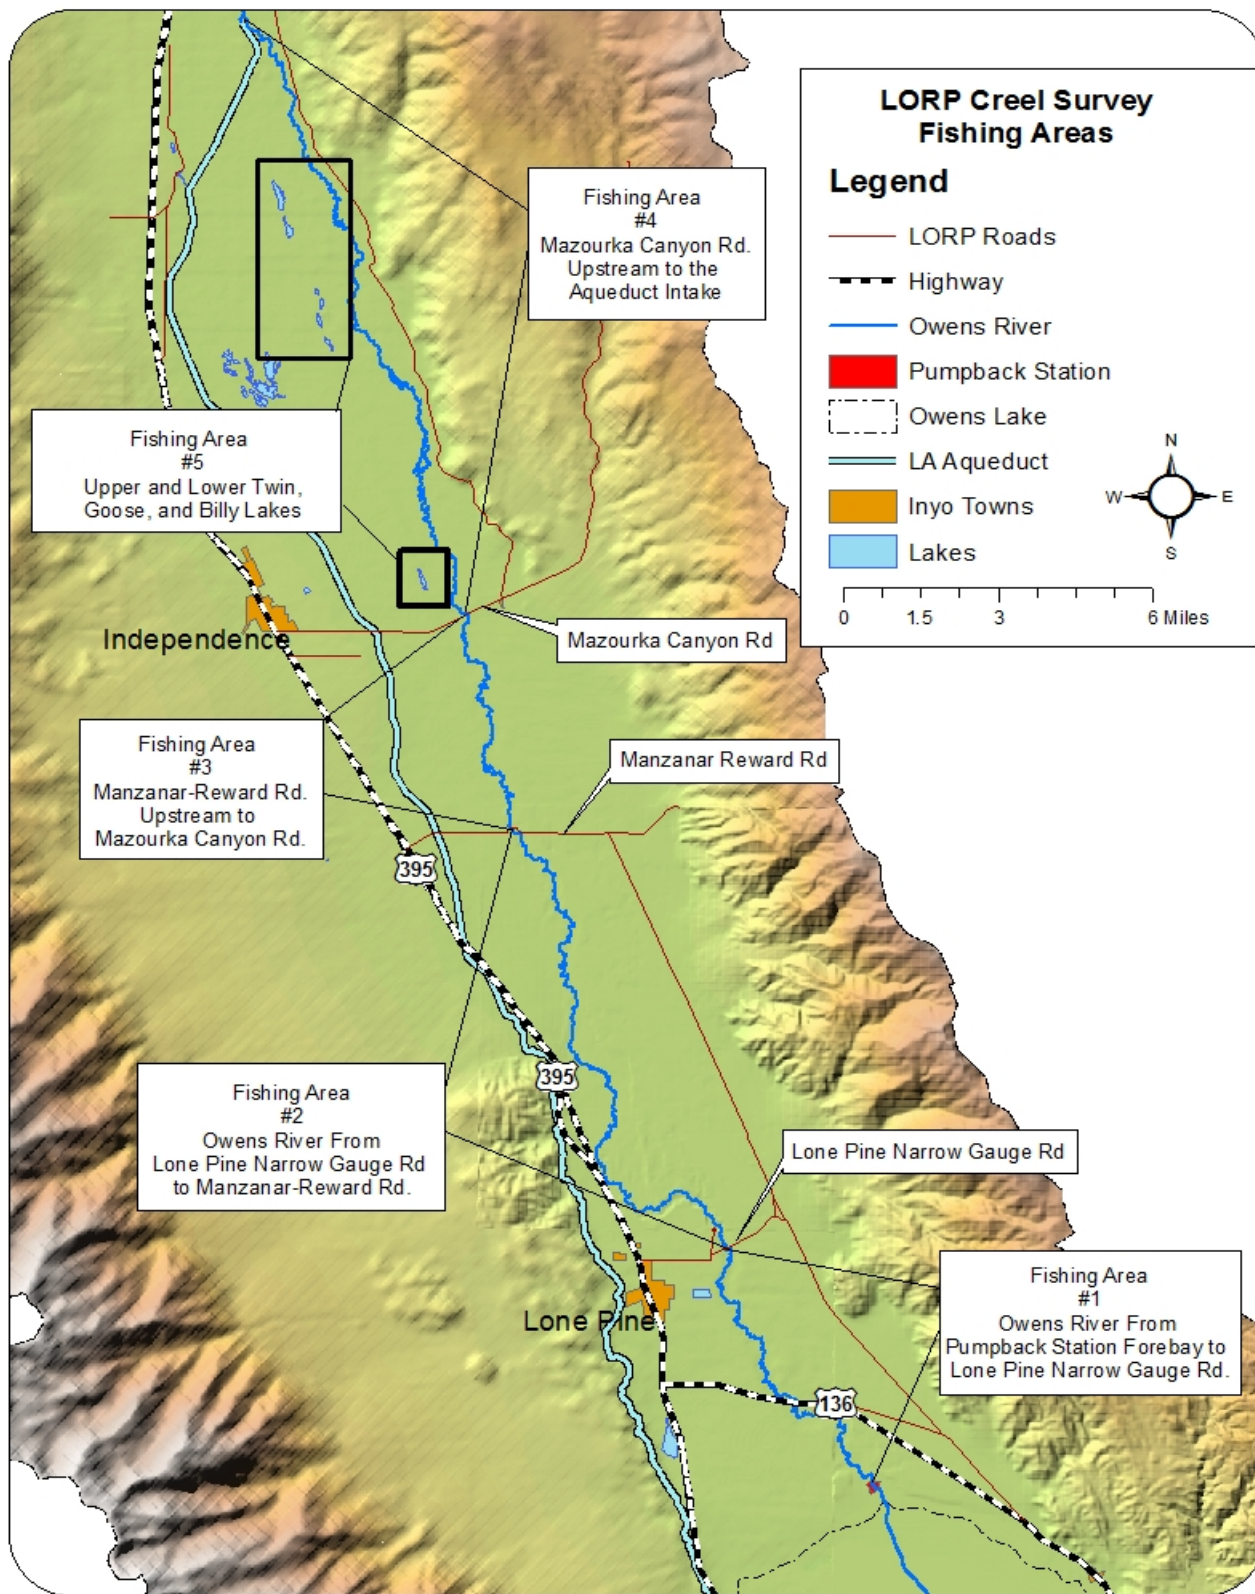 LORP Creel Survey
Fishing Areas
Legend
LORP Roads
Highway
Owens River
Pumpback Station
Owens Lake
LA Aqueduct
Inyo Towns
Lakes
N
W
E
S
0 1.5 3 6 Miles
Fishing Area
#4
Mazourka Canyon Rd.
Upstream to the
Aqueduct Intake
Fishing Area
#5
Upper and Lower Twin,
Goose, and Billy Lakes
Independence
Mazourka Canyon Rd
Fishing Area
#3
Manzanar-Reward Rd.
Upstream to
Mazourka Canyon Rd.
Manzanar Reward Rd
395
395
Fishing Area
#2
Owens River From
Lone Pine Narrow Gauge Rd
to Manzanar-Reward Rd.
Lone Pine Narrow Gauge Rd
Lone Pine
Fishing Area
#1
Owens River From
Pumpback Station Forebay to
Lone Pine Narrow Gauge Rd.
136